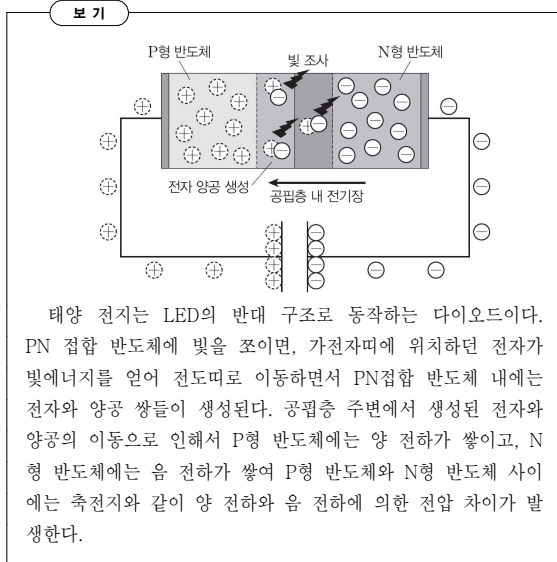 보 기
P형 반도체
빛 조사
N형 반도체
전자 양공 생성
공핍층 내 전기장
태양 전지는 LED의 반대 구조로 동작하는 다이오드이다.
PN 접합 반도체에 빛을 쪼이면, 가전자띠에 위치하던 전자가
빛에너지를 얻어 전도띠로 이동하면서 PN접합 반도체 내에는
전자와 양공 쌍들이 생성된다. 공핍층 주변에서 생성된 전자와
양공의 이동으로 인해서 P형 반도체에는 양 전하가 쌓이고, N
형 반도체에는 음 전하가 쌓여 P형 반도체와 N형 반도체 사이
에는 축전지와 같이 양 전하와 음 전하에 의한 전압 차이가 발
생한다.